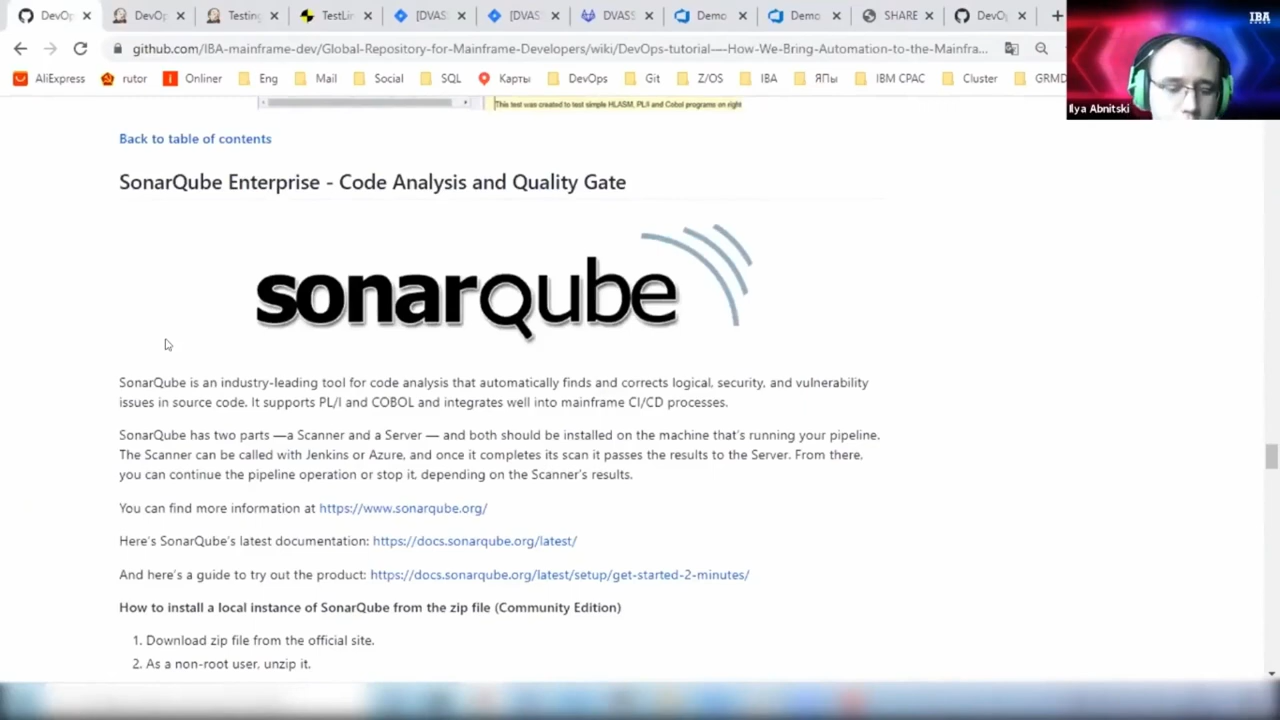 DevO
DevOp
Testing
TestLin
[DVAS
[DVAS
DVASS
Demo
Demo
SHARE
DevO
IBA
github.com/IBA-mainframe-dev/Global-Repository-for-Mainframe-Developers/wiki/DevOps-tutorial-—-How-We-Bring-Automation-to-the-Mainfra...
AliExpress
rutor
Onliner
Eng
Mail
Social
SQL
Карты
DevOps
Git
Z/OS
IBA
ЯПы
IBM CPAC
Cluster
GRMD
Ilya Abnitski
This test was created to test simple HLASM, PL/I and Cobol programs on right
Back to table of contents
SonarQube Enterprise - Code Analysis and Quality Gate
sonarqube
SonarQube is an industry-leading tool for code analysis that automatically finds and corrects logical, security, and vulnerability
issues in source code. It supports PL/I and COBOL and integrates well into mainframe CI/CD processes.
SonarQube has two parts —a Scanner and a Server — and both should be installed on the machine that's running your pipeline.
The Scanner can be called with Jenkins or Azure, and once it completes its scan it passes the results to the Server. From there,
you can continue the pipeline operation or stop it, depending on the Scanner's results.
You can find more information at https://www.sonarqube.org/
Here's SonarQube's latest documentation: https://docs.sonarqube.org/latest/
And here's a guide to try out the product: https://docs.sonarqube.org/latest/setup/get-started-2-minutes/
How to install a local instance of SonarQube from the zip file (Community Edition)
1. Download zip file from the official site.
2. As a non-root user, unzip it.